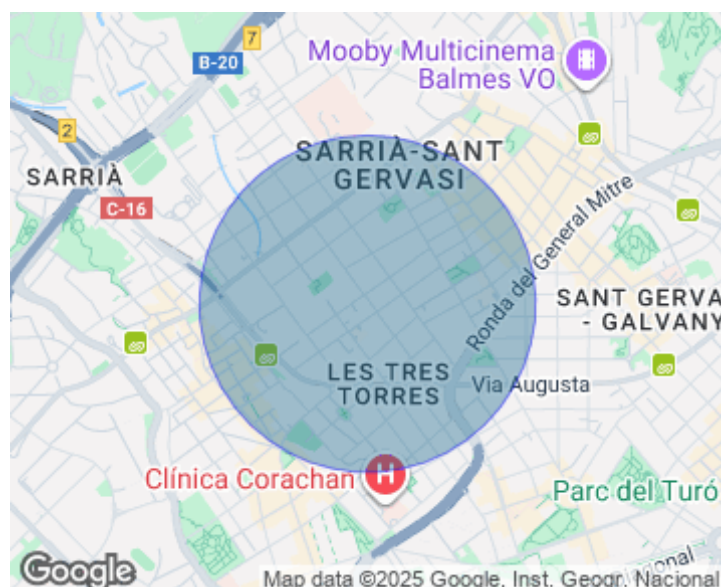 7
B-20
Mooby Multicinema
Balmes VO
2
SARRIÀ
C-16
SARRIÀ-SANT
GERVASI
Ronda del General Mitre
SANT GERVA
- GALVANY
LES TRES
TORRES
Via Augusta
Clínica Corachan
H
Parc del Turó
Google
Map data ©2025 Google, Inst. Geogr. Nacional